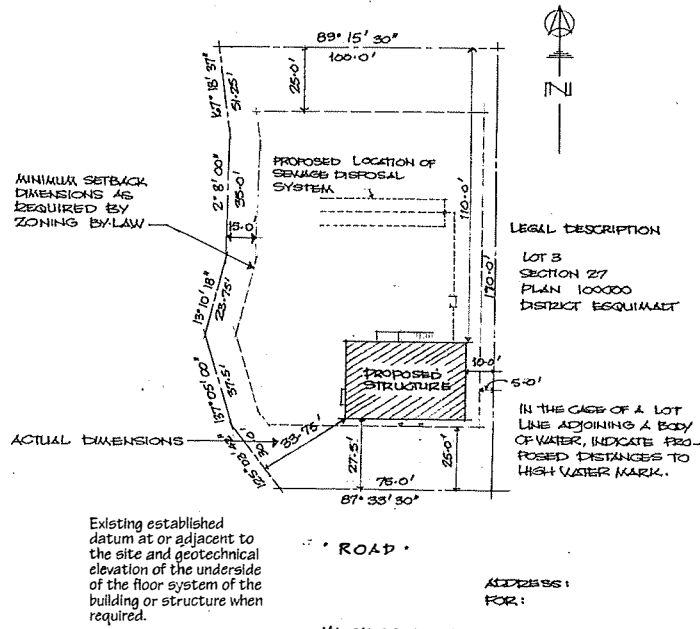 89° 15' 30"
100.0'
N
25.0'
51.25'
PROPOSED LOCATION OF
SEWAGE DISPOSAL
SYSTEM
MINIMUM SETBACK
DIMENSIONS AS
REQUIRED BY
ZONING BY-LAW
2° 8' 00"
35.0'
15.0'
110.0'
170.0'
LEGAL DESCRIPTION
LOT 3
SECTION 27
PLAN 100000
DISTRICT ESQUIMALT
13° 10' 18"
23.75'
PROPOSED
STRUCTURE
10.0'
5.0'
167° 05' 00"
37.5'
IN THE CASE OF A LOT
LINE ADJOINING A BODY
OF WATER, INDICATE PRO-
POSED DISTANCES TO
HIGH WATER MARK.
ACTUAL DIMENSIONS
33.75'
125° 03' 42"
30.0'
27.5'
25.0'
75.0'
87° 33' 30"
Existing established
datum at or adjacent to
the site and geotechnical
elevation of the underside
of the floor system of the
building or structure when
required.
• ROAD •
ADDRESS:
FOR: